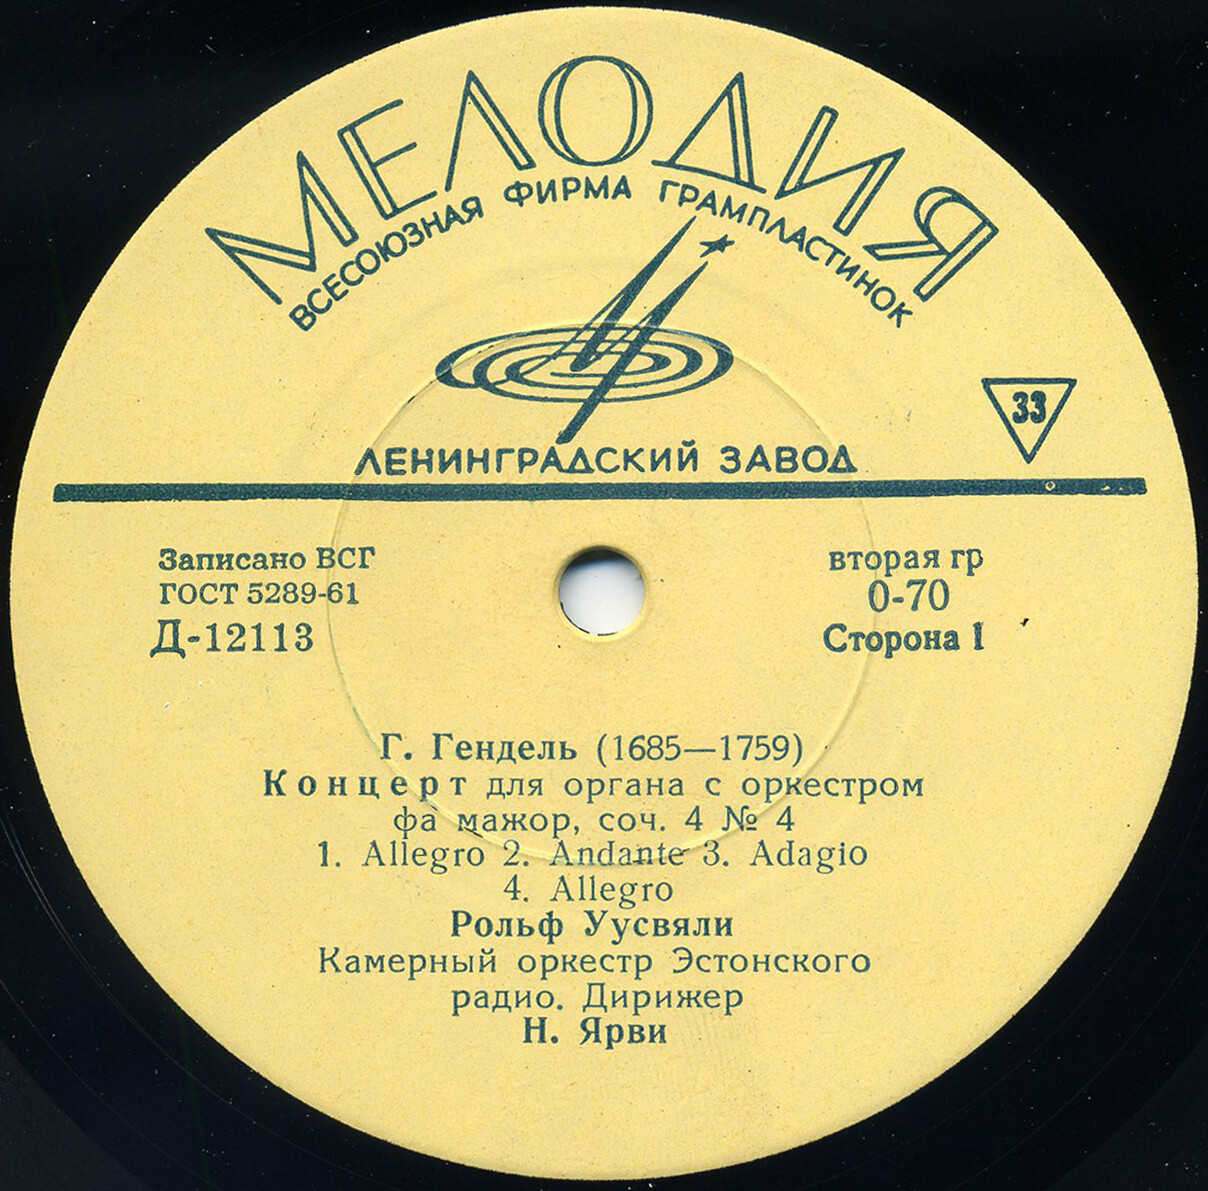 МЕЛОДИЯ
ВСЕСОЮЗНАЯ ФИРМА ГРАМПЛАСТИНОК
33
ЛЕНИНГРАДСКИЙ ЗАВОД
Записано ВСГ
ГОСТ 5289-61
Д-12113
вторая гр
0-70
Сторона 1
Г. Гендель (1685—1759)
Концерт для органа с оркестром
фа мажор, соч. 4 № 4
1. Allegro 2. Andante 3. Adagio
4. Allegro
Рольф Уусвяли
Камерный оркестр Эстонского
радио. Дирижер
Н. Ярви